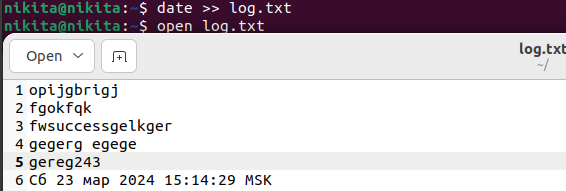 nikita@nikita:~$ date >> log.txt
nikita@nikita:~$ open log.txt
Open
log.txt
~/
1 opijgbrigj
2 fgokfqk
3 fwsuccessgelkger
4 gegerg egege
5 gereg243
6 Сб 23 мар 2024 15:14:29 MSK